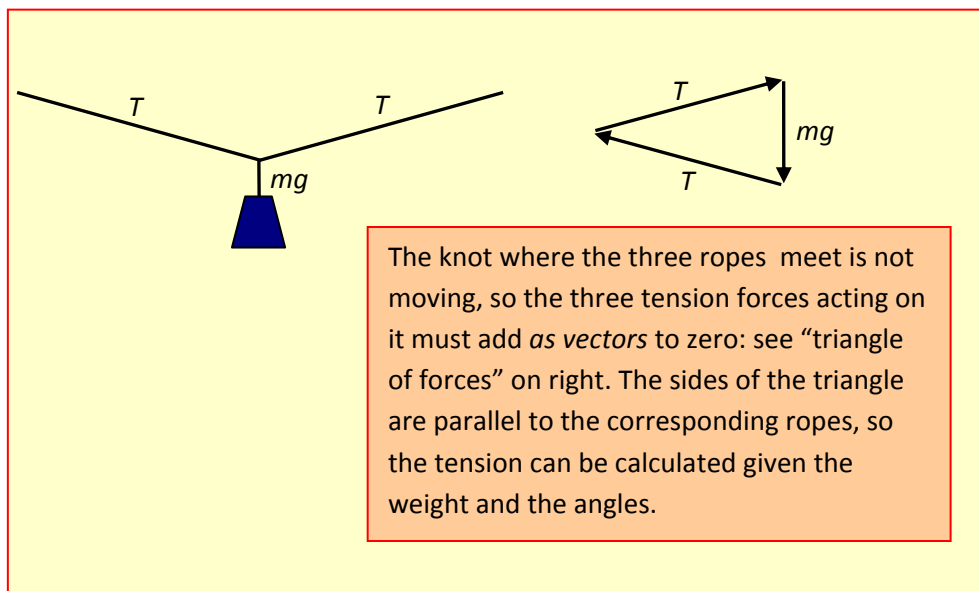 T
T
mg
T
mg
T
The knot where the three ropes meet is not
moving, so the three tension forces acting on
it must add as vectors to zero: see “triangle
of forces” on right. The sides of the triangle
are parallel to the corresponding ropes, so
the tension can be calculated given the
weight and the angles.